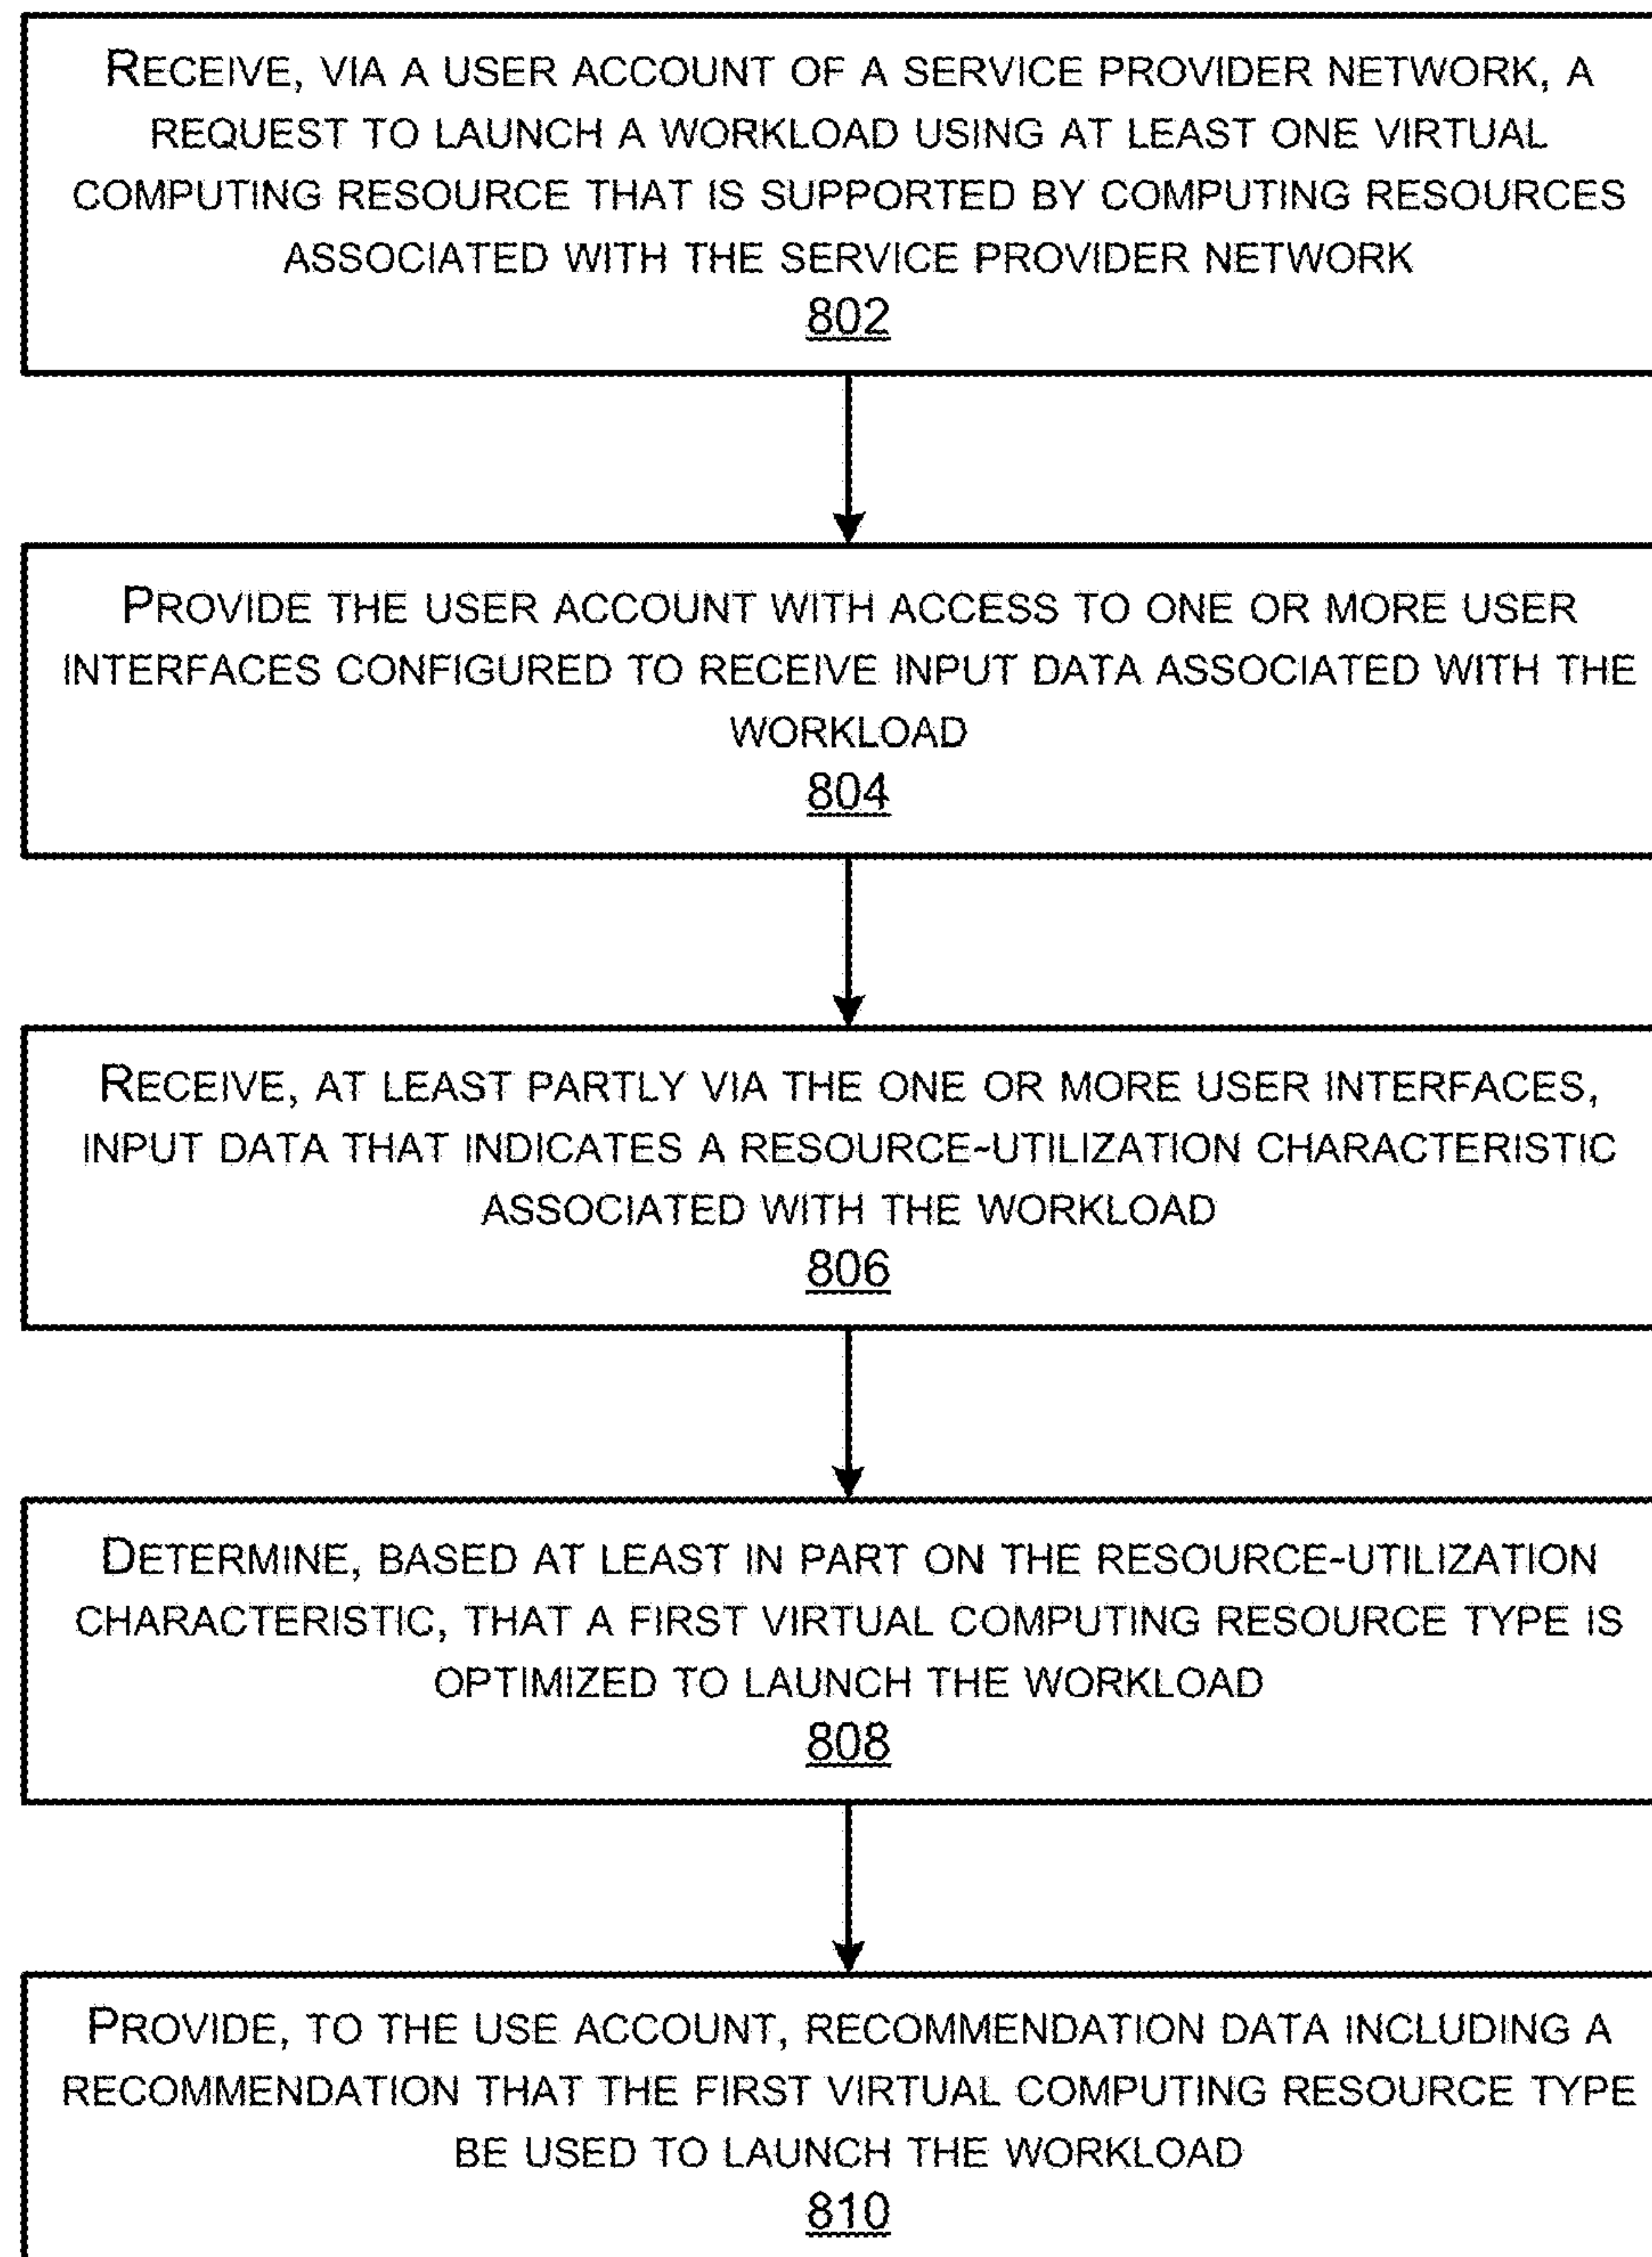 RECEIVE, VIA A USER ACCOUNT OF A SERVICE PROVIDER NETWORK, A
REQUEST TO LAUNCH A WORKLOAD USING AT LEAST ONE VIRTUAL
COMPUTING RESOURCE THAT IS SUPPORTED BY COMPUTING RESOURCES
ASSOCIATED WITH THE SERVICE PROVIDER NETWORK
802
PROVIDE THE USER ACCOUNT WITH ACCESS TO ONE OR MORE USER
INTERFACES CONFIGURED TO RECEIVE INPUT DATA ASSOCIATED WITH THE
WORKLOAD
804
RECEIVE, AT LEAST PARTLY VIA THE ONE OR MORE USER INTERFACES,
INPUT DATA THAT INDICATES A RESOURCE-UTILIZATION CHARACTERISTIC
ASSOCIATED WITH THE WORKLOAD
806
DETERMINE, BASED AT LEAST IN PART ON THE RESOURCE-UTILIZATION
CHARACTERISTIC, THAT A FIRST VIRTUAL COMPUTING RESOURCE TYPE IS
OPTIMIZED TO LAUNCH THE WORKLOAD
808
PROVIDE, TO THE USE ACCOUNT, RECOMMENDATION DATA INCLUDING A
RECOMMENDATION THAT THE FIRST VIRTUAL COMPUTING RESOURCE TYPE
BE USED TO LAUNCH THE WORKLOAD
810